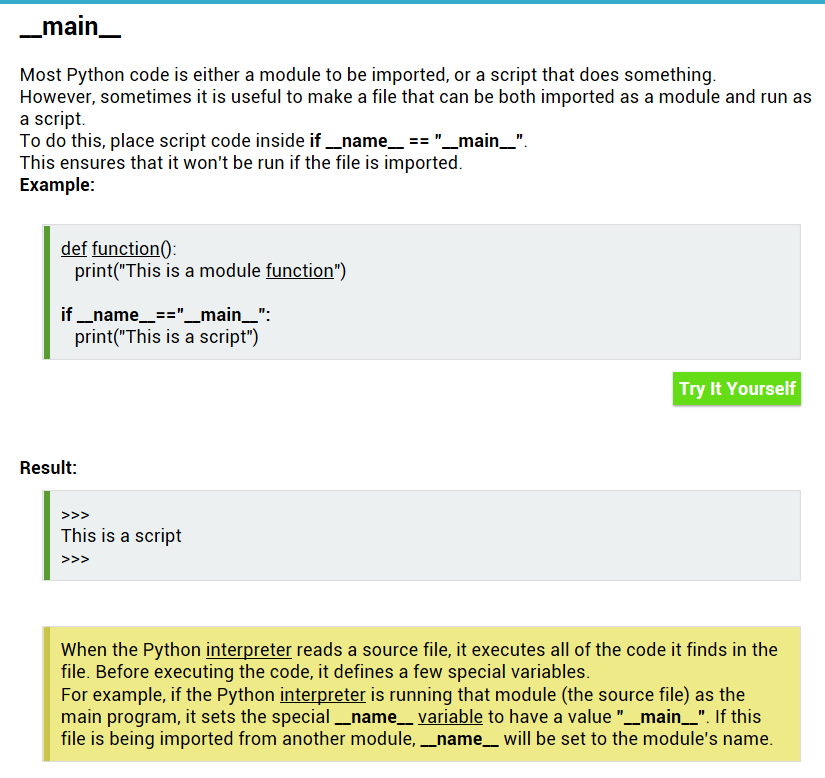 __main__
Most Python code is either a module to be imported, or a script that does something.
However, sometimes it is useful to make a file that can be both imported as a module and run as
a script.
To do this, place script code inside if __name__ == "__main__".
This ensures that it won't be run if the file is imported.
Example:
def function():
print("This is a module function")
if __name__=="__main__":
print("This is a script")
Try It Yourself
Result:
>>>
This is a script
>>>
When the Python interpreter reads a source file, it executes all of the code it finds in the
file. Before executing the code, it defines a few special variables.
For example, if the Python interpreter is running that module (the source file) as the
main program, it sets the special __name__ variable to have a value "__main__". If this
file is being imported from another module, __name__ will be set to the module's name.